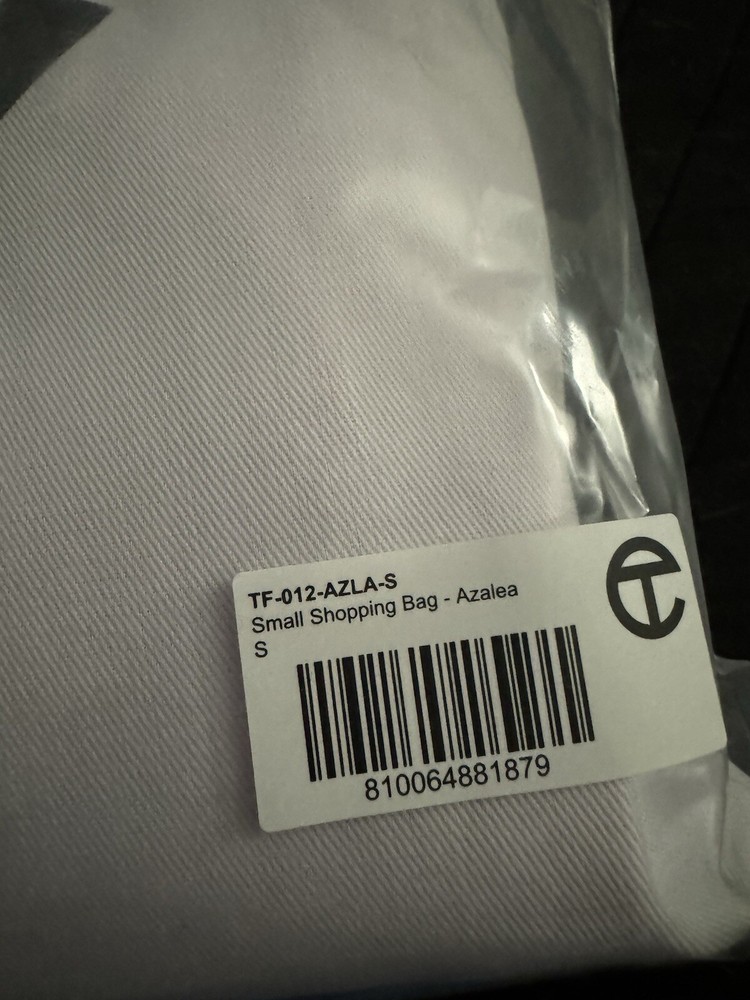 TF-012-AZLA-S
Small Shopping Bag - Azalea
S
810064881879